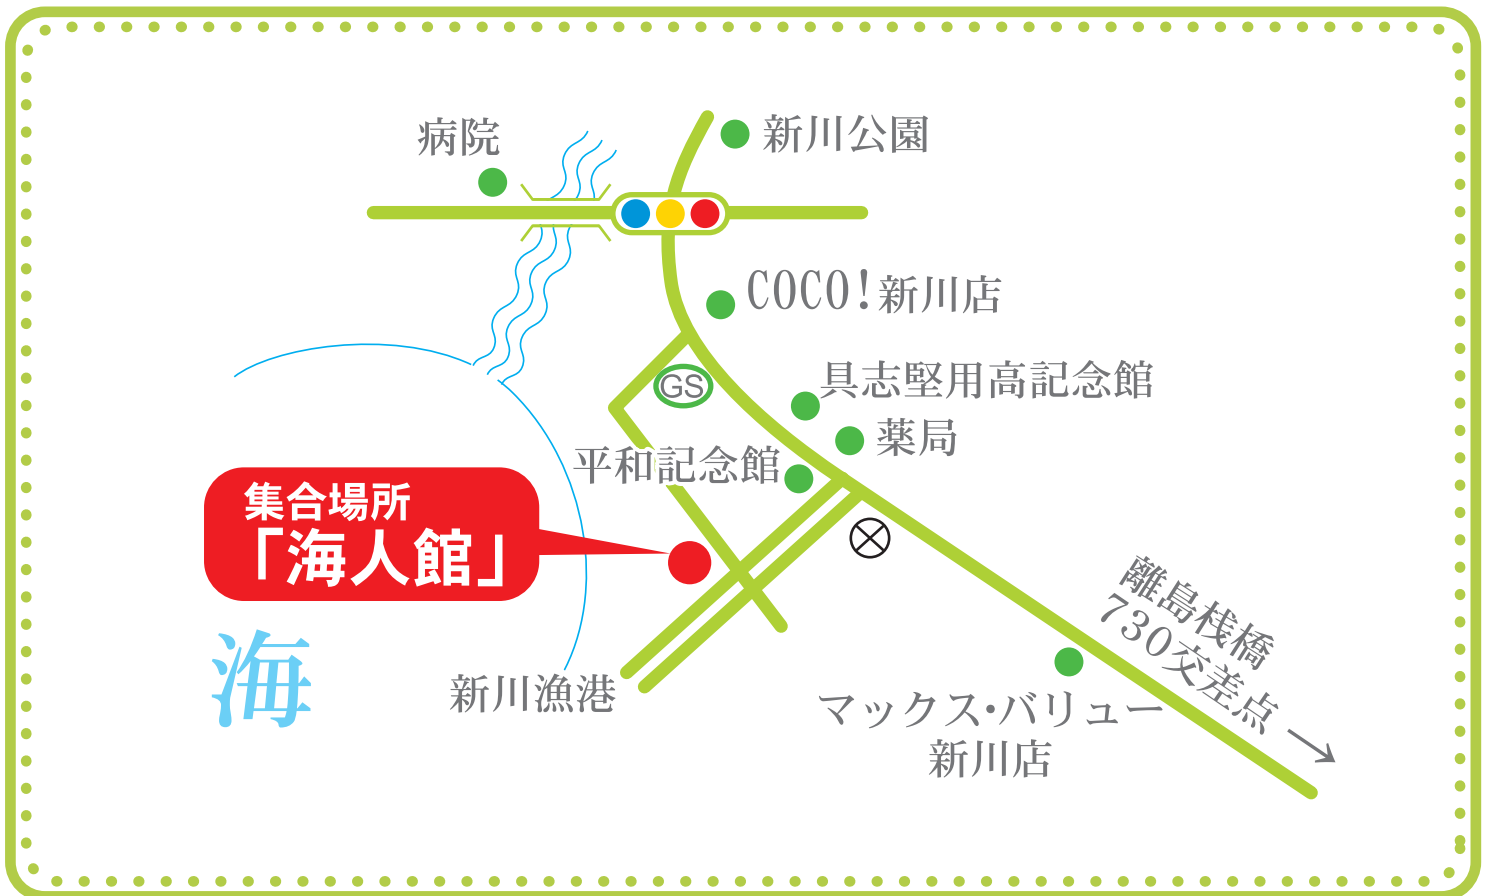 病院
新川公園
COCO!新川店
GS
具志堅用高記念館
薬局
平和記念館
集合場所
「海人館」
海
新川漁港
離島桟橋
730交差点 →
マックス・バリュー
新川店